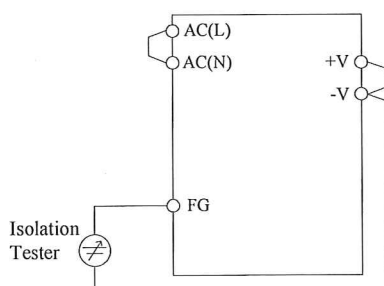 AC(L)
AC(N)
+V
-V
FG
Isolation
Tester